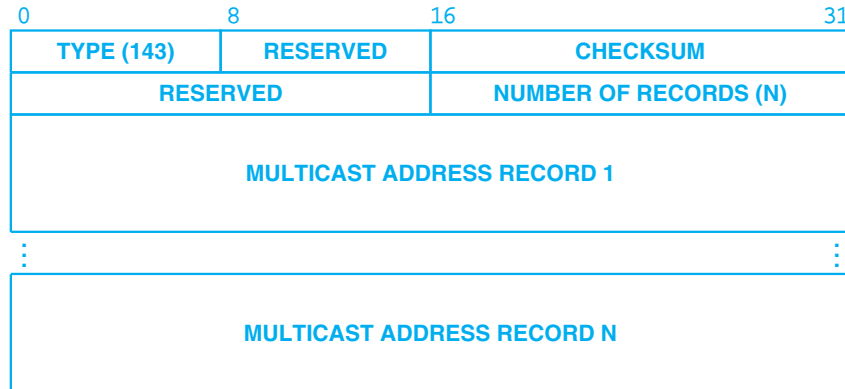 0 8 16 31
TYPE (143) RESERVED CHECKSUM
RESERVED NUMBER OF RECORDS (N)
MULTICAST ADDRESS RECORD 1
MULTICAST ADDRESS RECORD N